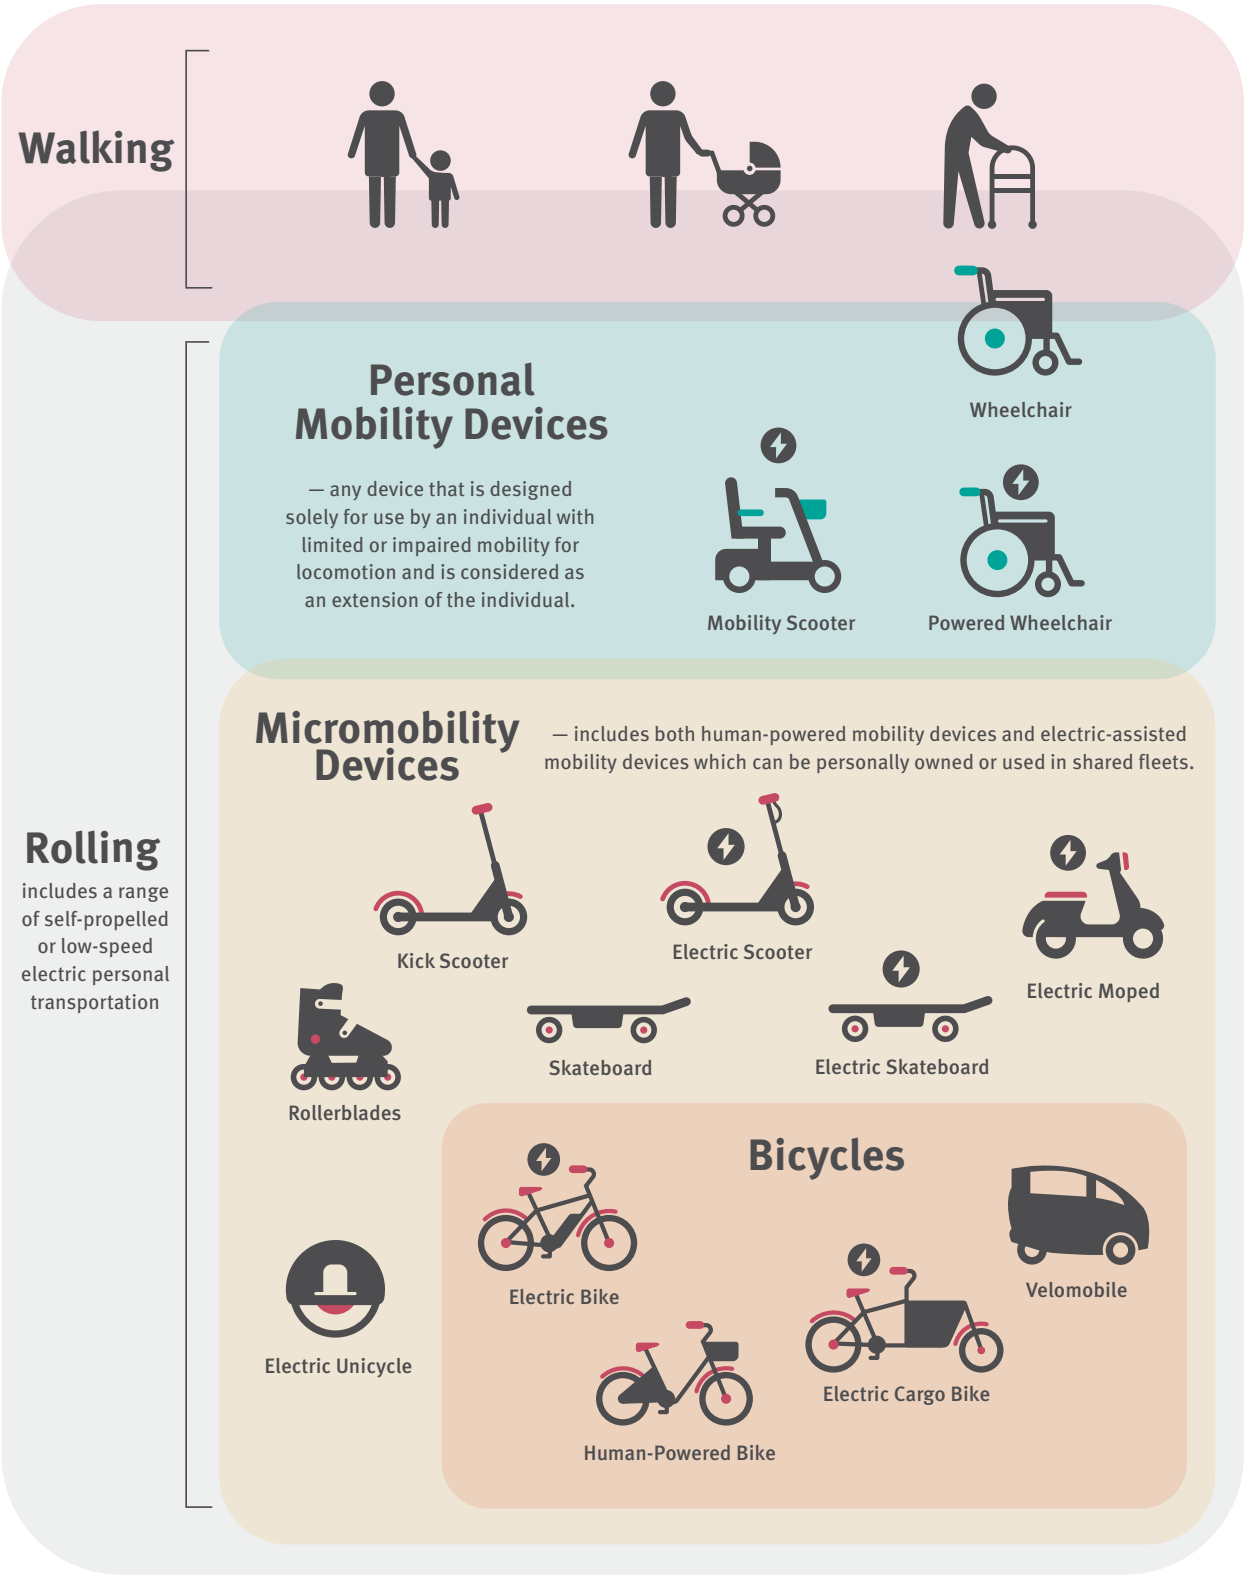 Walking
Personal
Mobility Devices
— any device that is designed
solely for use by an individual with
limited or impaired mobility for
locomotion and is considered as
an extension of the individual.
Wheelchair
Mobility Scooter
Powered Wheelchair
Rolling
includes a range
of self-propelled
or low-speed
electric personal
transportation
Micromobility
Devices
— includes both human-powered mobility devices and electric-assisted
mobility devices which can be personally owned or used in shared fleets.
Kick Scooter
Electric Scooter
Electric Moped
Rollerblades
Skateboard
Electric Skateboard
Electric Unicycle
Bicycles
Electric Bike
Velomobile
Human-Powered Bike
Electric Cargo Bike